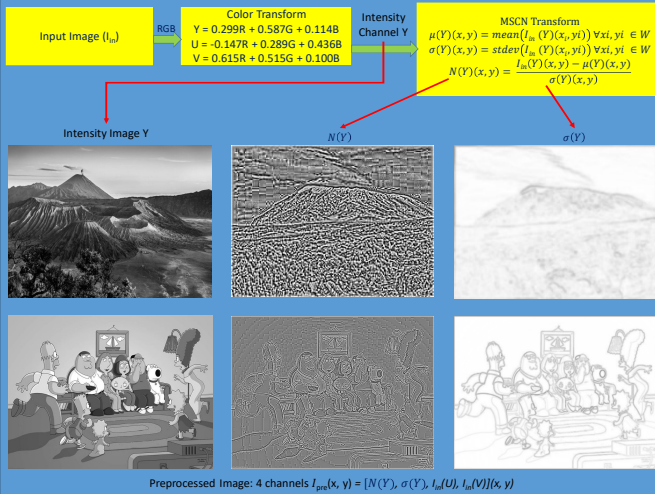 Input Image (I_in)
RGB
Color Transform
Y = 0.299R + 0.587G + 0.114B
U = -0.147R + 0.289G + 0.436B
V = 0.615R + 0.515G + 0.100B
Intensity
Channel Y
MSCN Transform
μ(Y)(x, y) = mean(I_in (Y)(x_i, yi)) ∀xi, yi ∈ W
σ(Y)(x, y) = stdev(I_in (Y)(x_i, yi)) ∀xi, yi ∈ W
N(Y)(x, y) = I_in(Y)(x, y) − μ(Y)(x, y) / σ(Y)(x, y)
Intensity Image Y
N(Y)
σ(Y)
Preprocessed Image: 4 channels I_pre(x, y) = [N(Y), σ(Y), I_in(U), I_in(V)](x, y)